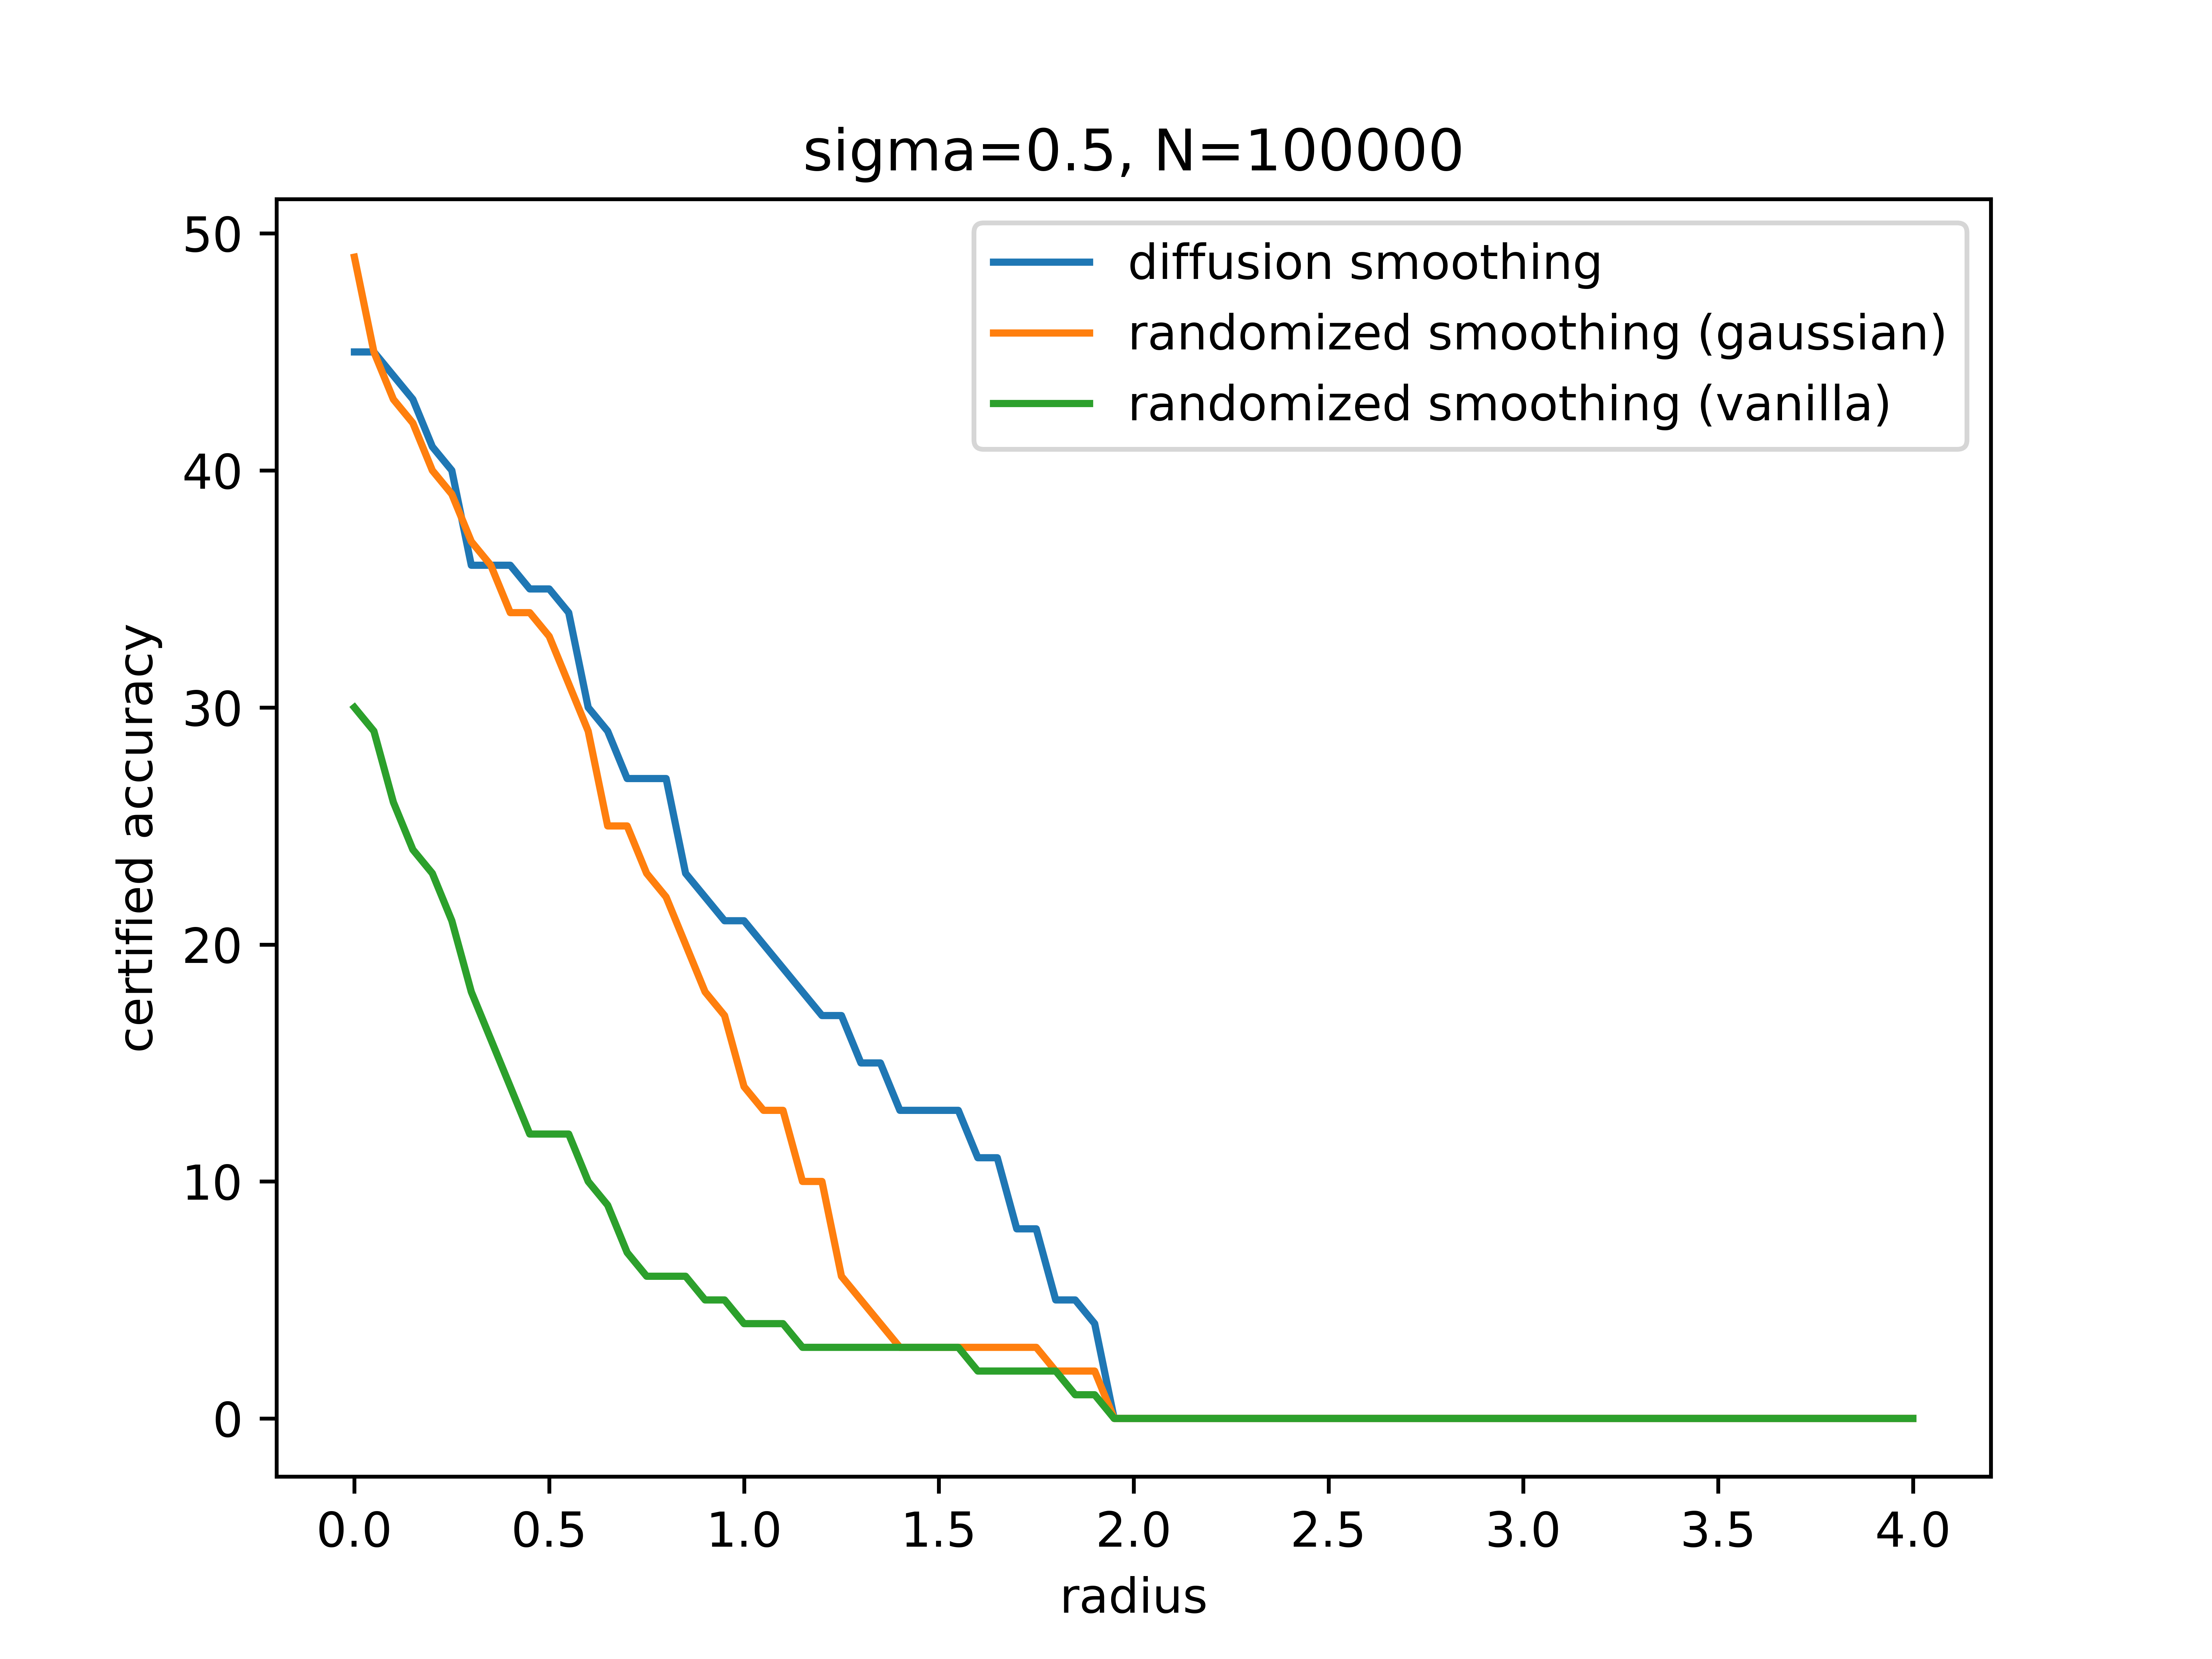 sigma=0.5, N=100000
diffusion smoothing
randomized smoothing (gaussian)
randomized smoothing (vanilla)
certified accuracy
50
40
30
20
10
0
0.0 0.5 1.0 1.5 2.0 2.5 3.0 3.5 4.0
radius